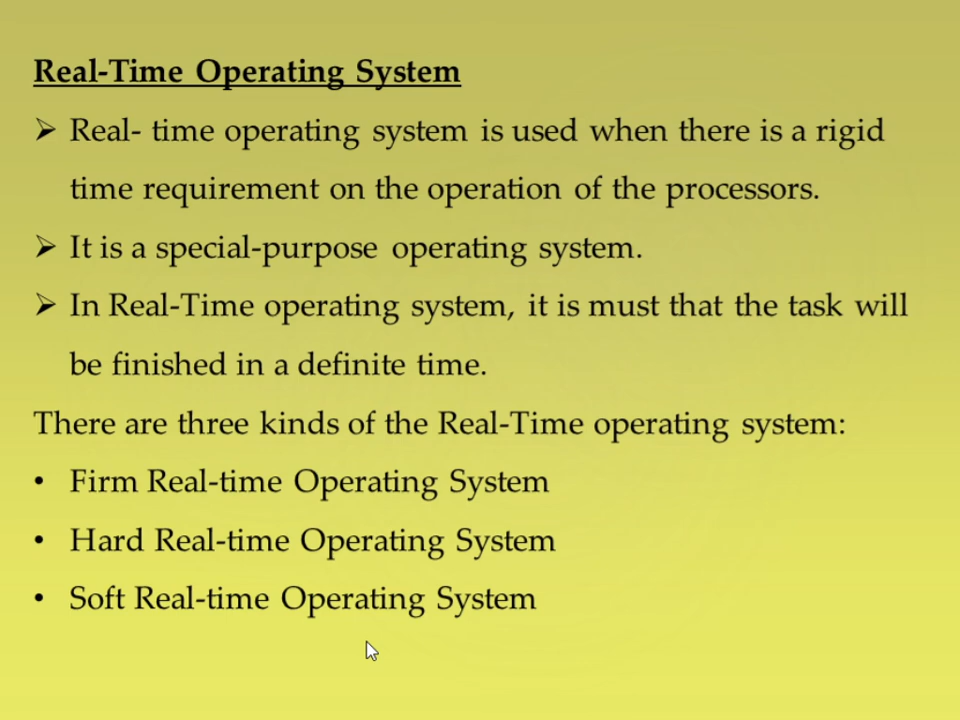 Real-Time Operating System
➢ Real- time operating system is used when there is a rigid
time requirement on the operation of the processors.
➢ It is a special-purpose operating system.
➢ In Real-Time operating system, it is must that the task will
be finished in a definite time.
There are three kinds of the Real-Time operating system:
• Firm Real-time Operating System
• Hard Real-time Operating System
• Soft Real-time Operating System